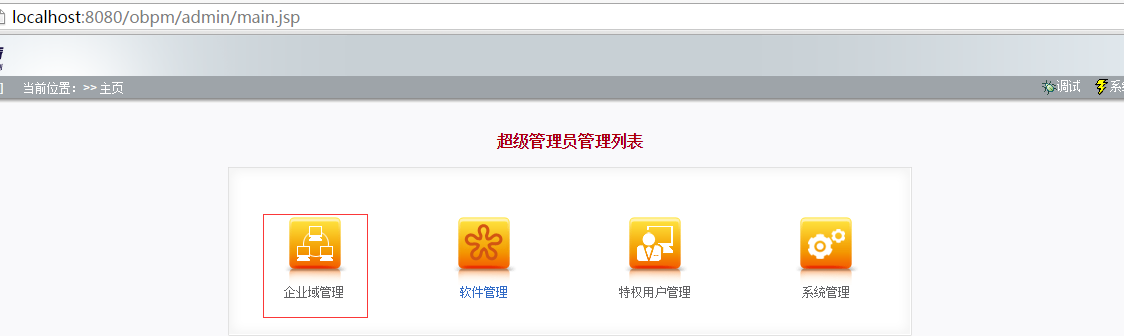 localhost:8080/obpm/admin/main.jsp
当前位置：>> 主页
调试
系
超级管理员管理列表
企业域管理
软件管理
特权用户管理
系统管理